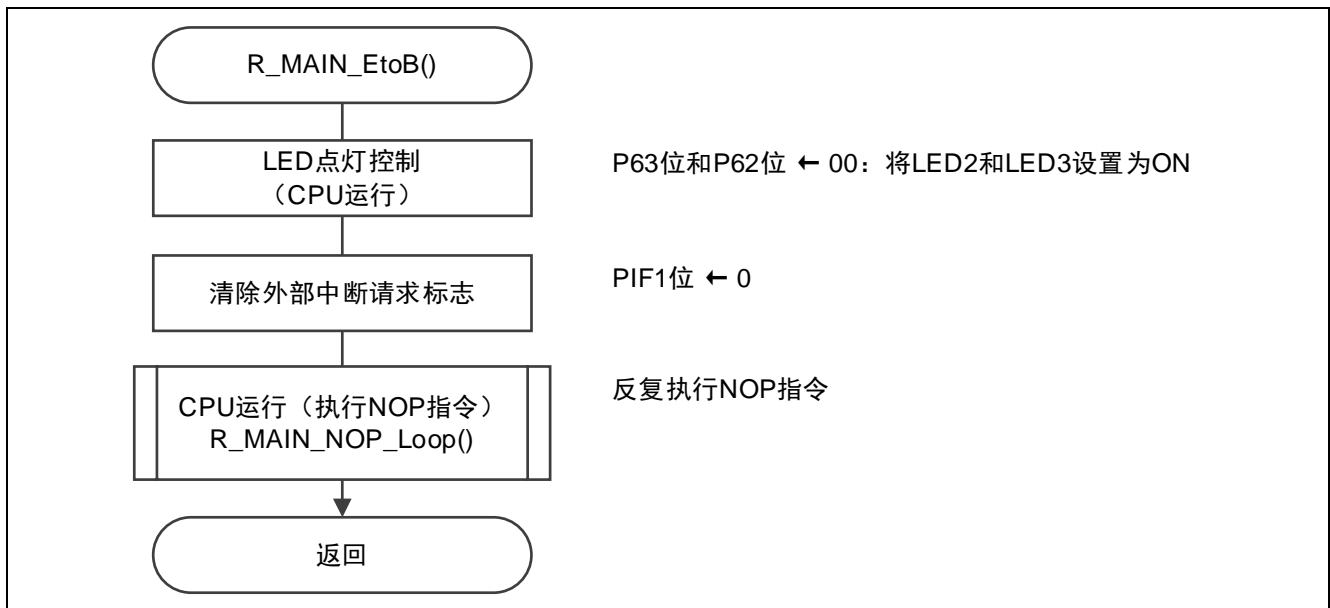 R_MAIN_EtoB()
LED点灯控制
（CPU运行）
P63位和P62位 ← 00：将LED2和LED3设置为ON
清除外部中断请求标志
PIF1位 ← 0
CPU运行（执行NOP指令）
R_MAIN_NOP_Loop()
反复执行NOP指令
返回